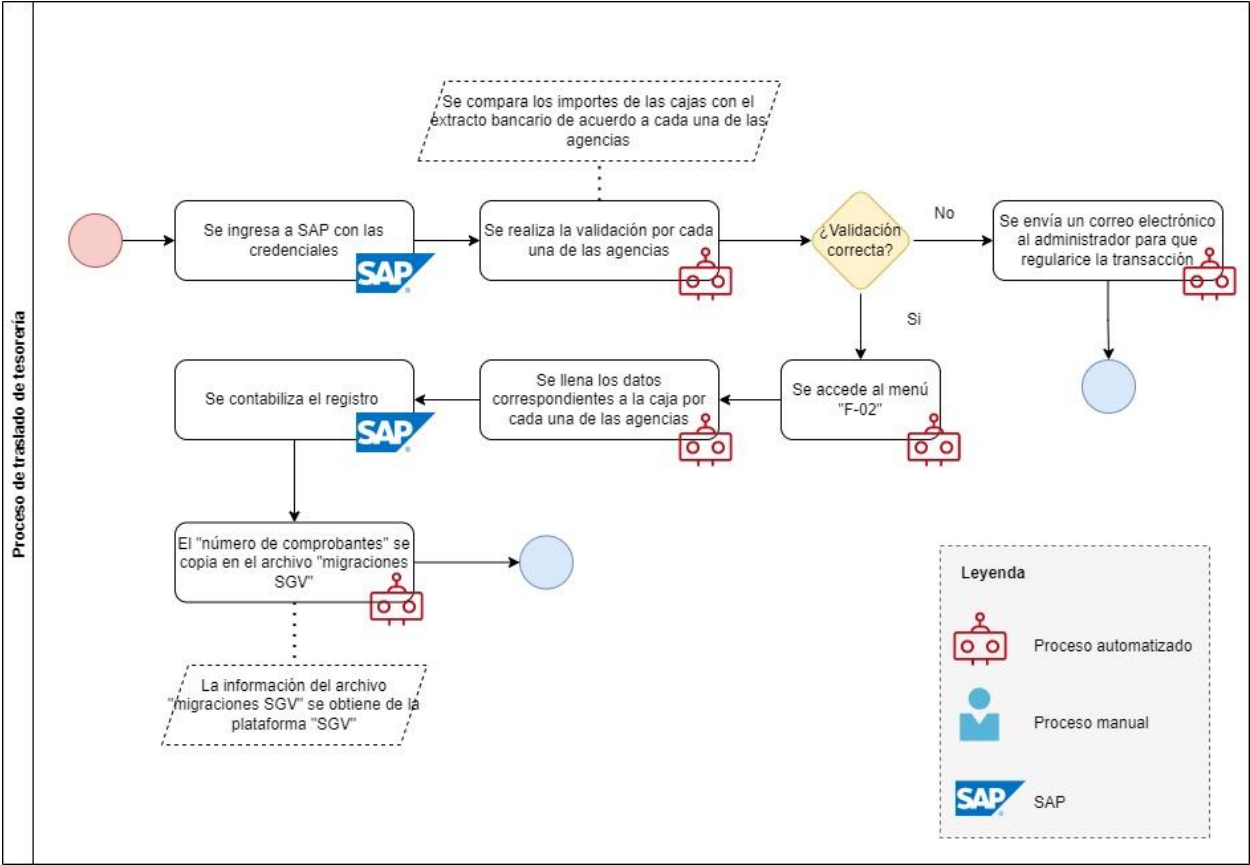 Proceso de traslado de tesorería
Se compara los importes de las cajas con el
extracto bancario de acuerdo a cada una de las
agencias
Se ingresa a SAP con las
credenciales
SAP
Se realiza la validación por cada
una de las agencias
¿Validación
correcta?
No
Se envía un correo electrónico
al administrador para que
regularice la transacción
Si
Se accede al menú
"F-02"
Se llena los datos
correspondientes a la caja por
cada una de las agencias
Se contabiliza el registro
SAP
El "número de comprobantes" se
copia en el archivo "migraciones
SGV"
La información del archivo
"migraciones SGV" se obtiene de la
plataforma "SGV"
Leyenda
Proceso automatizado
Proceso manual
SAP
SAP